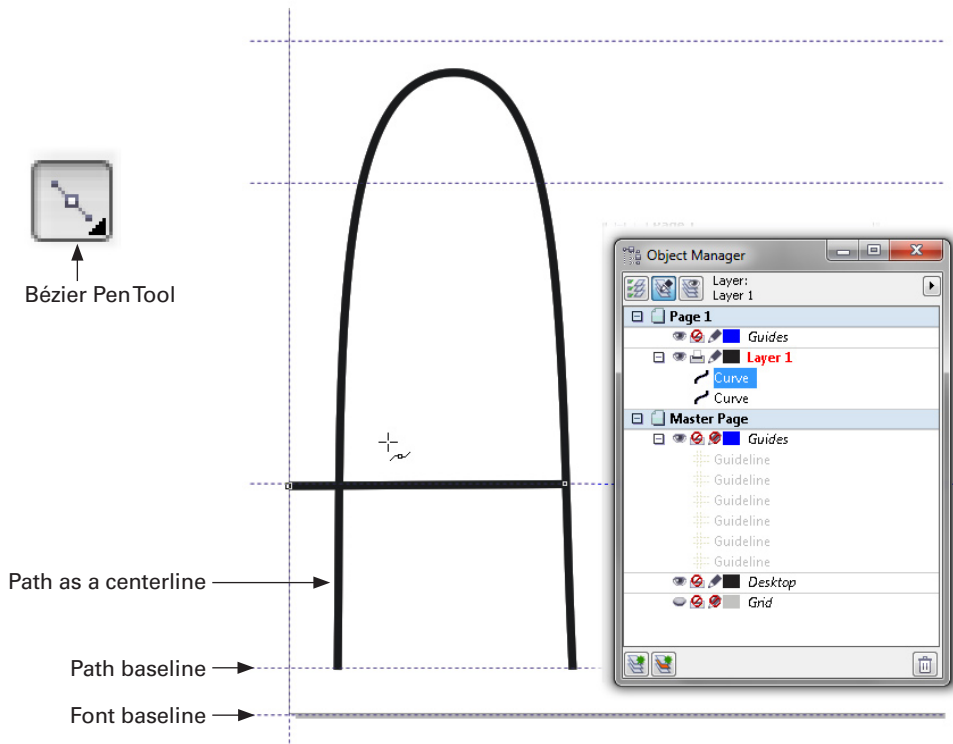 Bézier Pen Tool
Path as a centerline
Path baseline
Font baseline
Object Manager
Layer:
Layer 1
Page 1
Guides
Layer 1
Curve
Curve
Master Page
Guides
Guideline
Guideline
Guideline
Guideline
Guideline
Guideline
Desktop
Grid